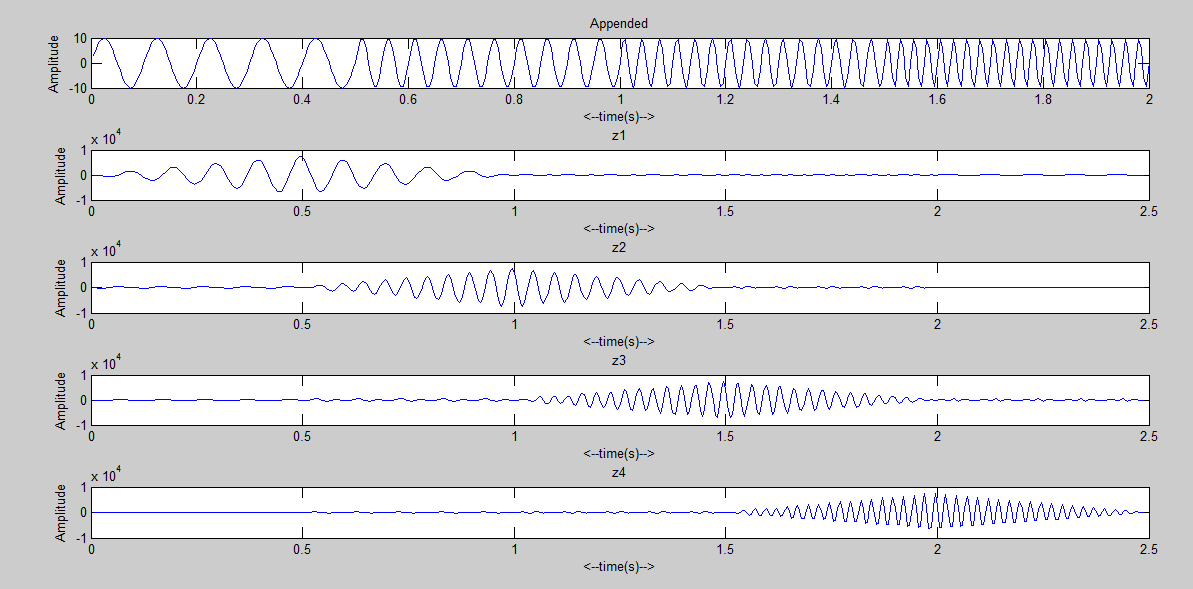 Appended
Amplitude
10
0
-10
0 0.2 0.4 0.6 0.8 1 1.2 1.4 1.6 1.8 2
<--time(s)-->
z1
x 10^4
Amplitude
1
0
-1
0 0.5 1 1.5 2 2.5
<--time(s)-->
z2
x 10^4
Amplitude
1
0
-1
0 0.5 1 1.5 2 2.5
<--time(s)-->
z3
x 10^4
Amplitude
1
0
-1
0 0.5 1 1.5 2 2.5
<--time(s)-->
z4
x 10^4
Amplitude
1
0
-1
0 0.5 1 1.5 2 2.5
<--time(s)-->